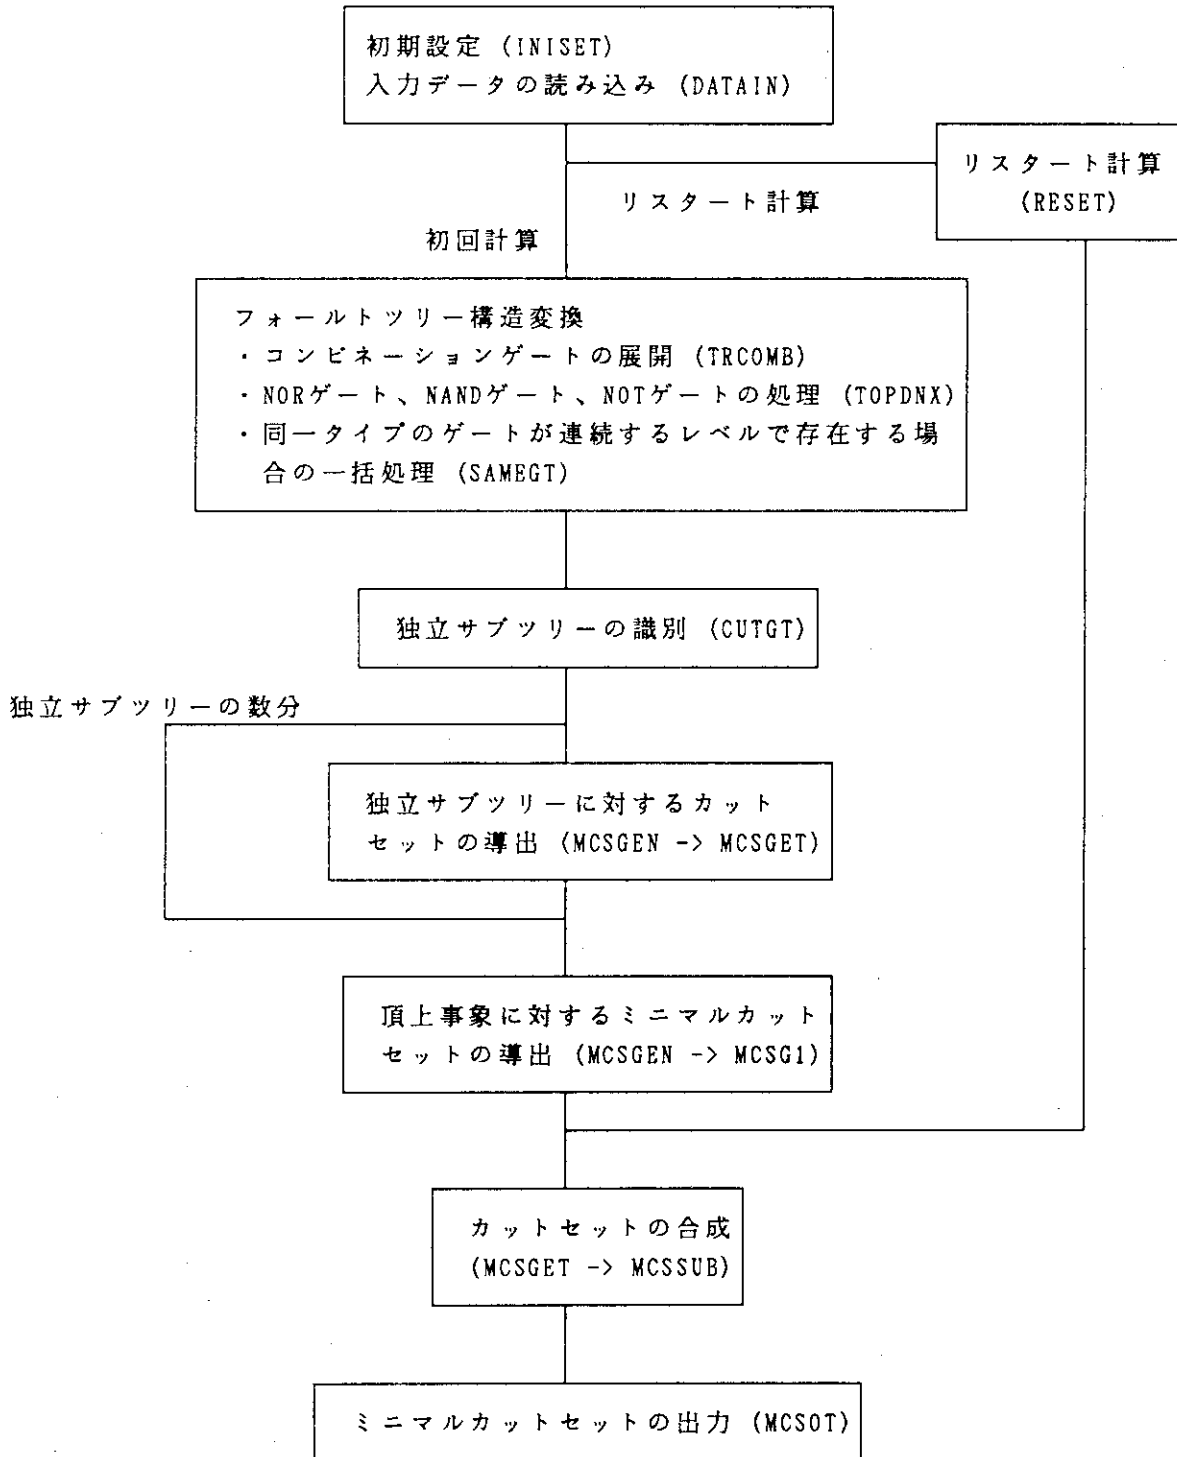 初期設定 (INISET)
入力データの読み込み (DATAIN)
リスタート計算
(RESET)
リスタート計算
初回計算
フォールトツリー構造変換
・コンビネーションゲートの展開 (TRCOMB)
・NORゲート、NANDゲート、NOTゲートの処理 (TOPDNX)
・同一タイプのゲートが連続するレベルで存在する場
合の一括処理 (SAMEGT)
独立サブツリーの識別 (CUTGT)
独立サブツリーの数分
独立サブツリーに対するカット
セットの導出 (MCSGEN -> MCSGET)
頂上事象に対するミニマルカット
セットの導出 (MCSGEN -> MCSG1)
カットセットの合成
(MCSGET -> MCSSUB)
ミニマルカットセットの出力 (MCSOT)